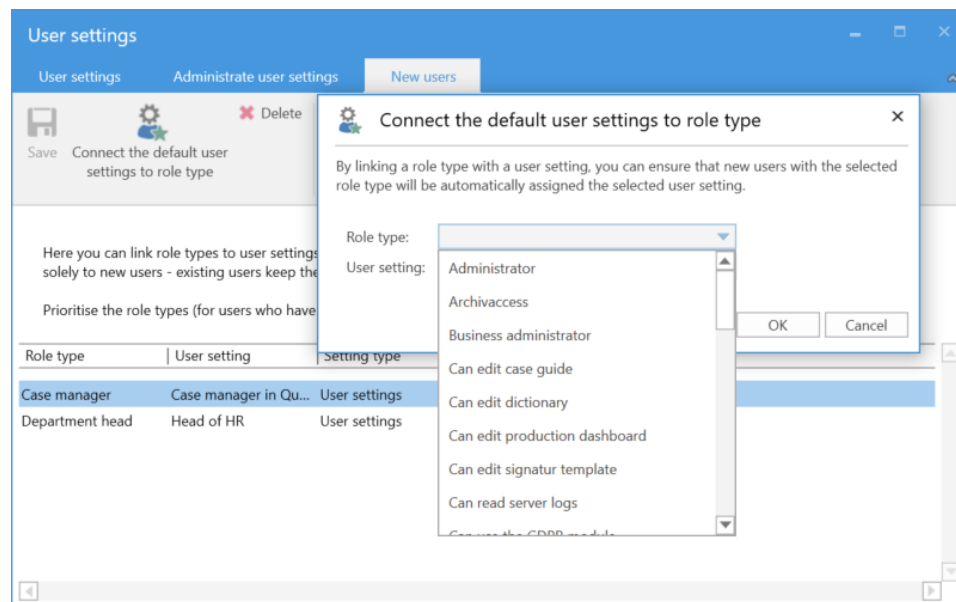 User settings
User settings Administrate user settings New users
Save
Connect the default user
settings to role type
Delete
Connect the default user settings to role type
By linking a role type with a user setting, you can ensure that new users with the selected
role type will be automatically assigned the selected user setting.
Role type:
User setting:
Administrator
Archivaccess
Business administrator
Can edit case guide
Can edit dictionary
Can edit production dashboard
Can edit signatur template
Can read server logs
Can use the GDPR module
OK Cancel
Here you can link role types to user settings
solely to new users - existing users keep the
Prioritise the role types (for users who have
Role type User setting Setting type
Case manager Case manager in Qu... User settings
Department head Head of HR User settings